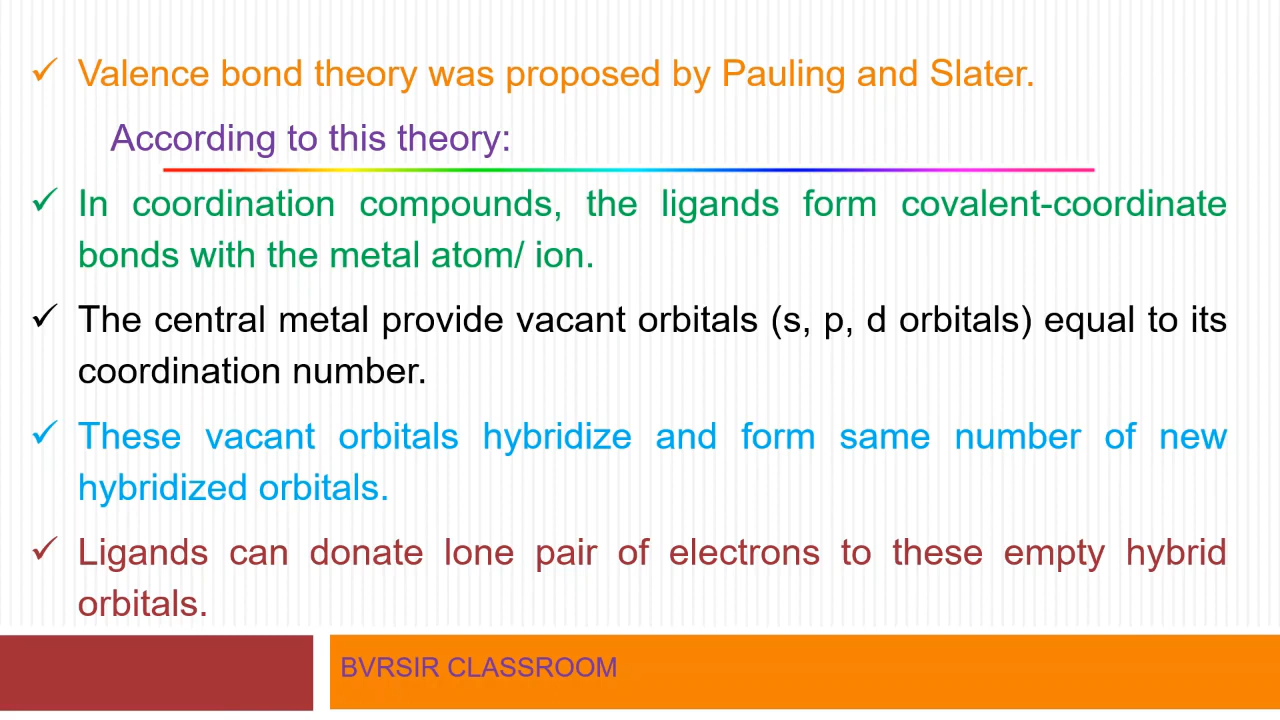 ✓ Valence bond theory was proposed by Pauling and Slater.
According to this theory:
✓ In coordination compounds, the ligands form covalent-coordinate
bonds with the metal atom/ ion.
✓ The central metal provide vacant orbitals (s, p, d orbitals) equal to its
coordination number.
✓ These vacant orbitals hybridize and form same number of new
hybridized orbitals.
✓ Ligands can donate lone pair of electrons to these empty hybrid
orbitals.
BVRSIR CLASSROOM